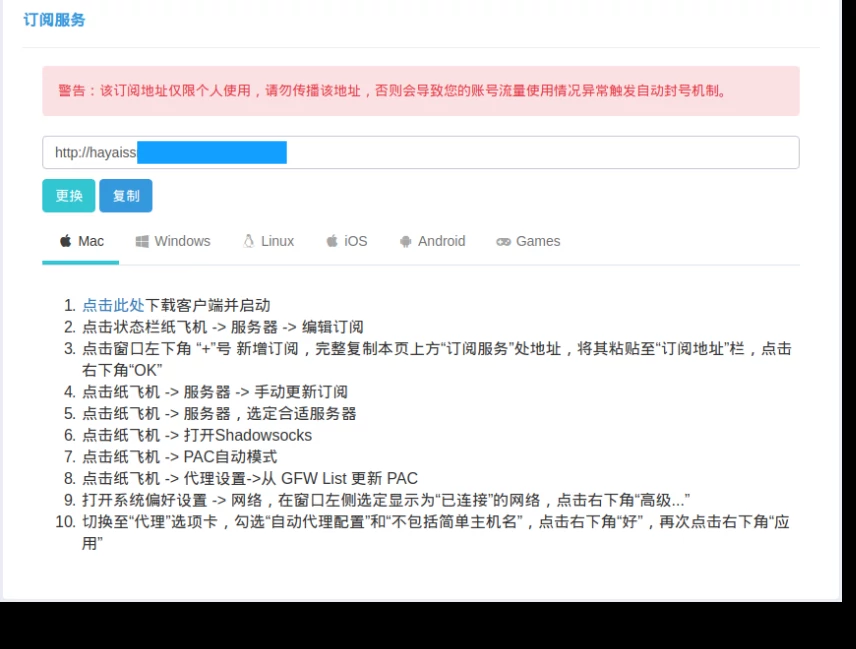 订阅服务
警告：该订阅地址仅限个人使用，请勿传播该地址，否则会导致您的账号流量使用情况异常触发自动封号机制。
http://hayaiss
更换 复制
Mac Windows Linux iOS Android Games
1. 点击此处下载客户端并启动
2. 点击状态栏纸飞机 -> 服务器 -> 编辑订阅
3. 点击窗口左下角 “+”号 新增订阅，完整复制本页上方“订阅服务”处地址，将其粘贴至“订阅地址”栏，点击
右下角“OK”
4. 点击纸飞机 -> 服务器 -> 手动更新订阅
5. 点击纸飞机 -> 服务器，选定合适服务器
6. 点击纸飞机 -> 打开Shadowsocks
7. 点击纸飞机 -> PAC自动模式
8. 点击纸飞机 -> 代理设置->从 GFW List 更新 PAC
9. 打开系统偏好设置 -> 网络，在窗口左侧选定显示为“已连接”的网络，点击右下角“高级...”
10. 切换至“代理”选项卡，勾选“自动代理配置”和“不包括简单主机名”，点击右下角“好”，再次点击右下角“应
用”